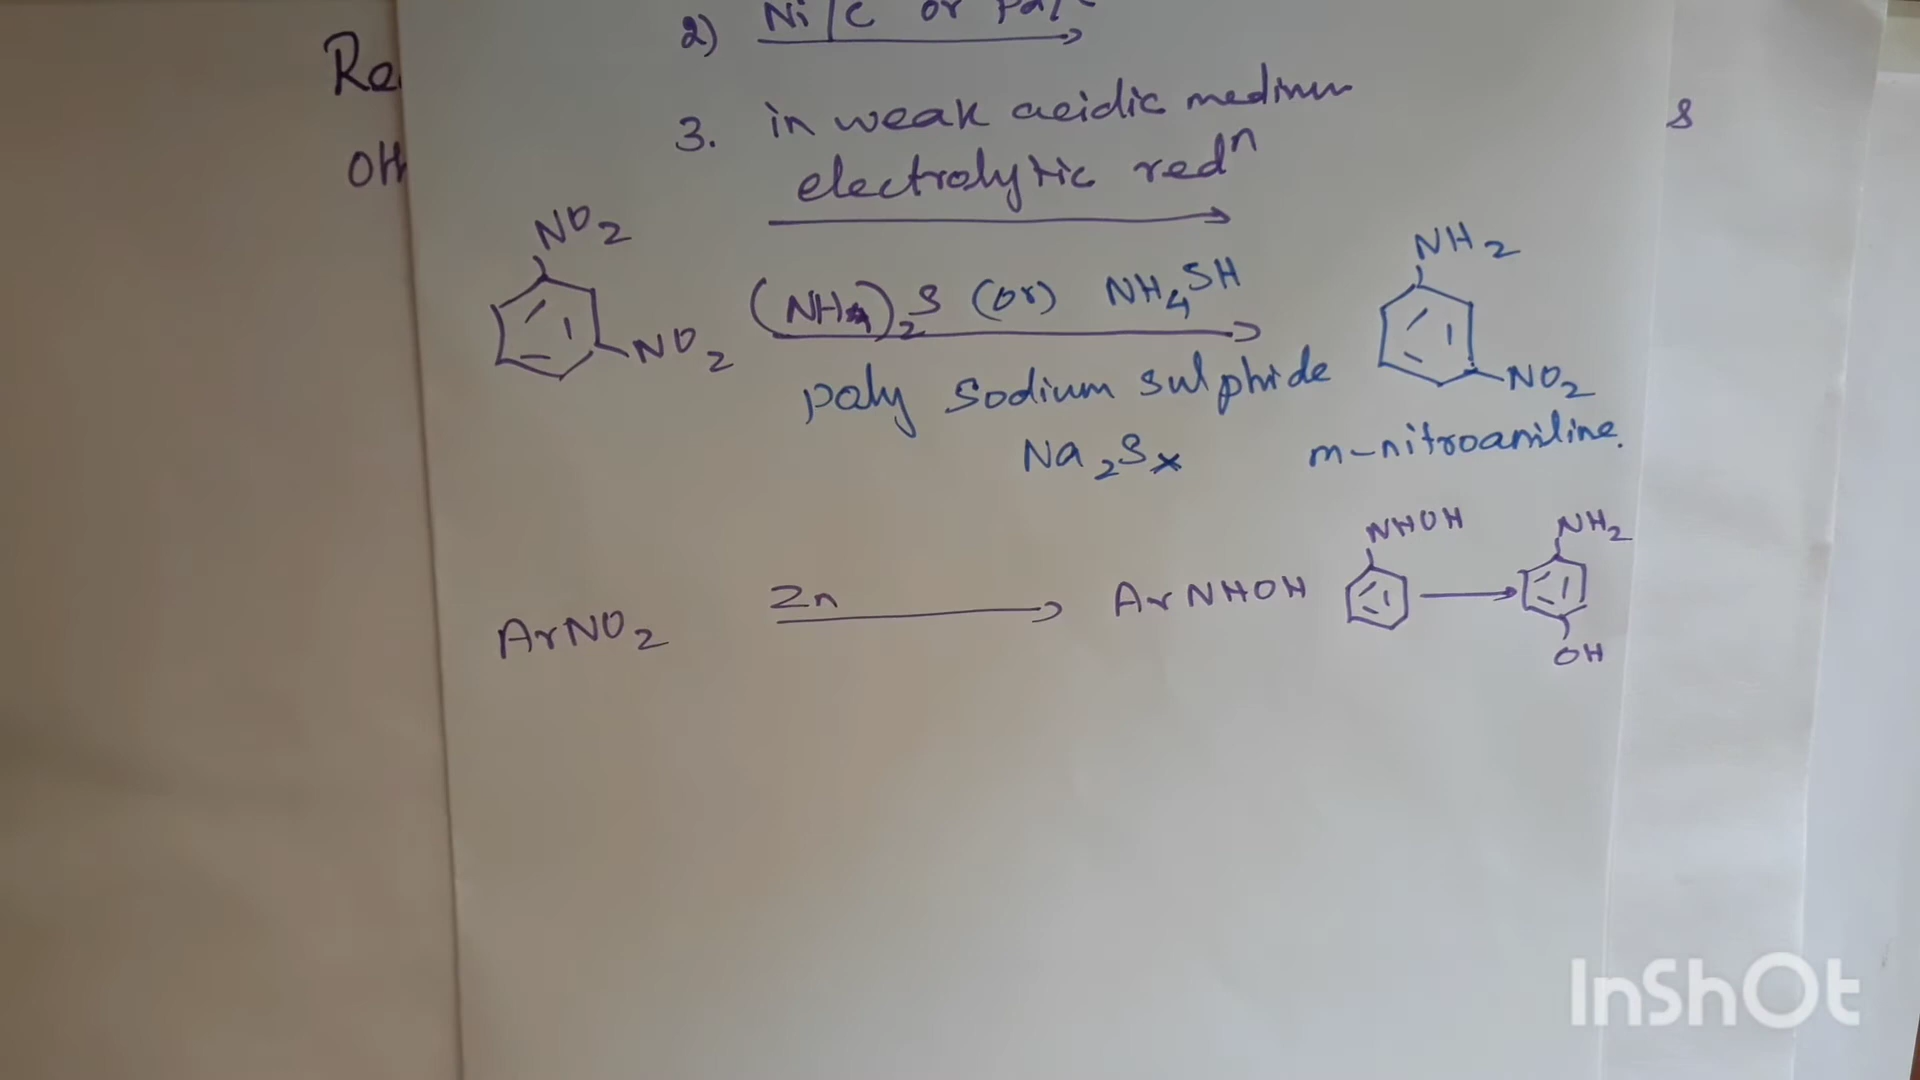 2) Ni/C or Pd/C
Re
3. in weak acidic medium
OH
electrolytic redⁿ
8
NO2
NO2
(NH4)2S (or) NH4SH
NH2
NO2
paly Sodium sulphide
Na2Sx
m-nitroaniline.
ArNO2
Zn
ArNHOH
NHOH
NH2
OH
InShOt